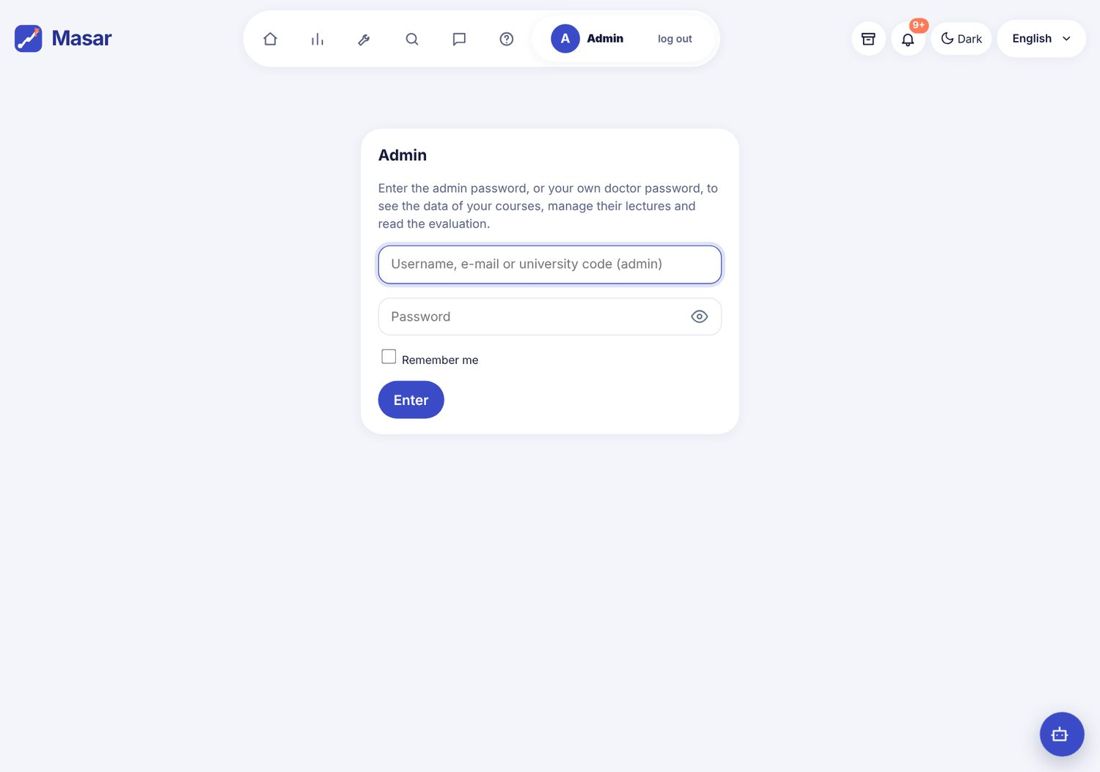 Masar
A
Admin
log out
9+
Dark
English
Admin
Enter the admin password, or your own doctor password, to
see the data of your courses, manage their lectures and
read the evaluation.
Username, e-mail or university code (admin)
Password
Remember me
Enter